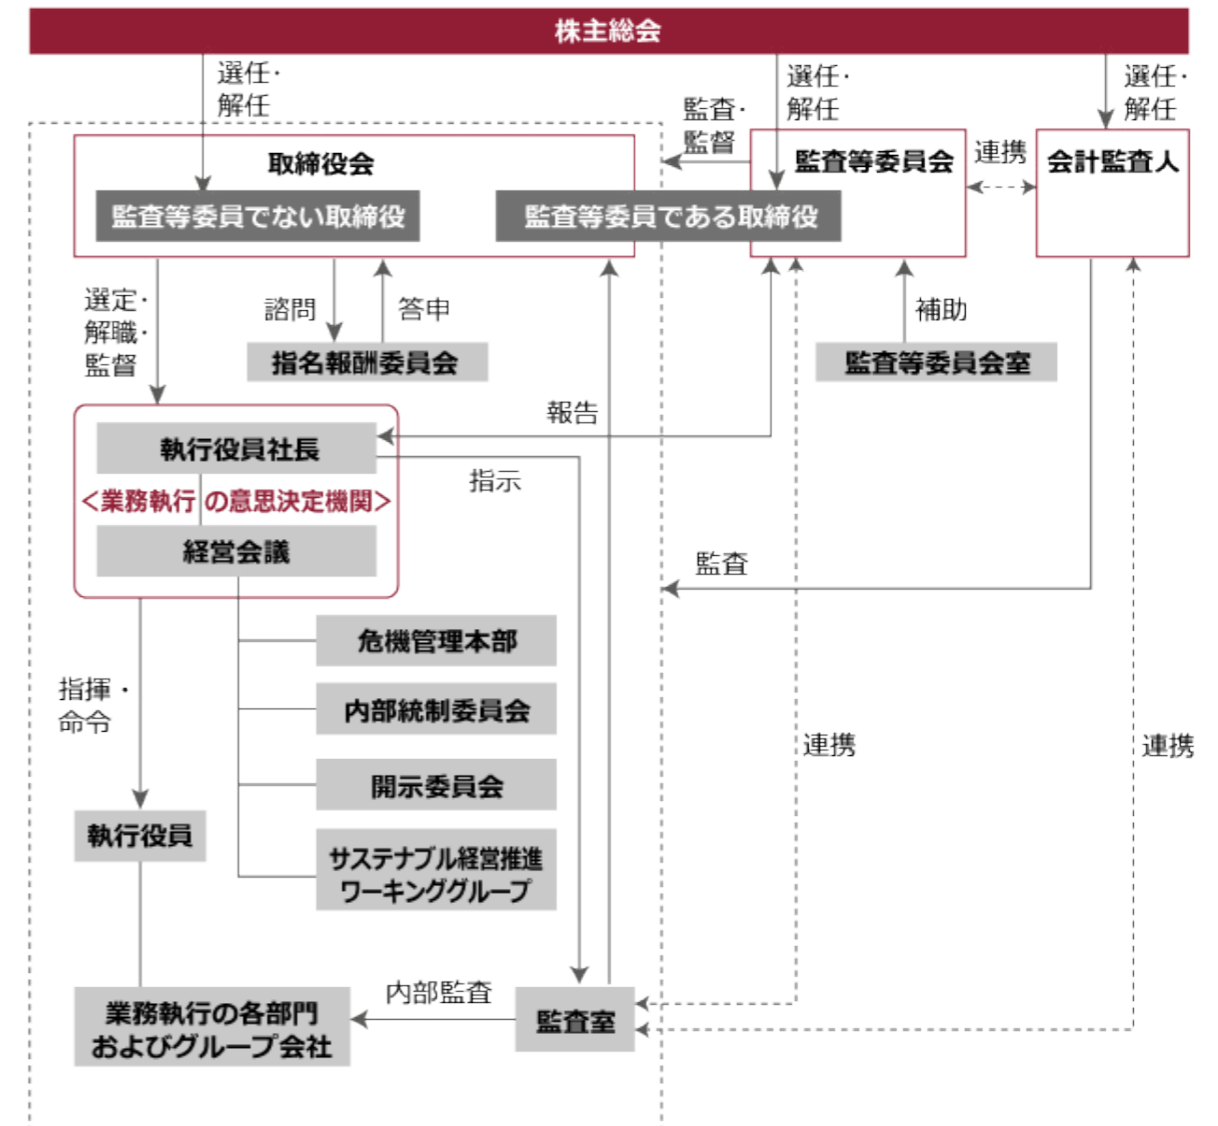 株主総会
選任・
解任
選任・
解任
選任・
解任
監査・
監督
取締役会
監査等委員会
連携
会計監査人
監査等委員でない取締役
監査等委員である取締役
選定・
解職・
監督
諮問
答申
補助
指名報酬委員会
監査等委員会室
報告
執行役員社長
指示
<業務執行の意思決定機関>
経営会議
監査
危機管理本部
指揮・
命令
内部統制委員会
連携
連携
開示委員会
執行役員
サステナブル経営推進
ワーキンググループ
内部監査
業務執行の各部門
およびグループ会社
監査室